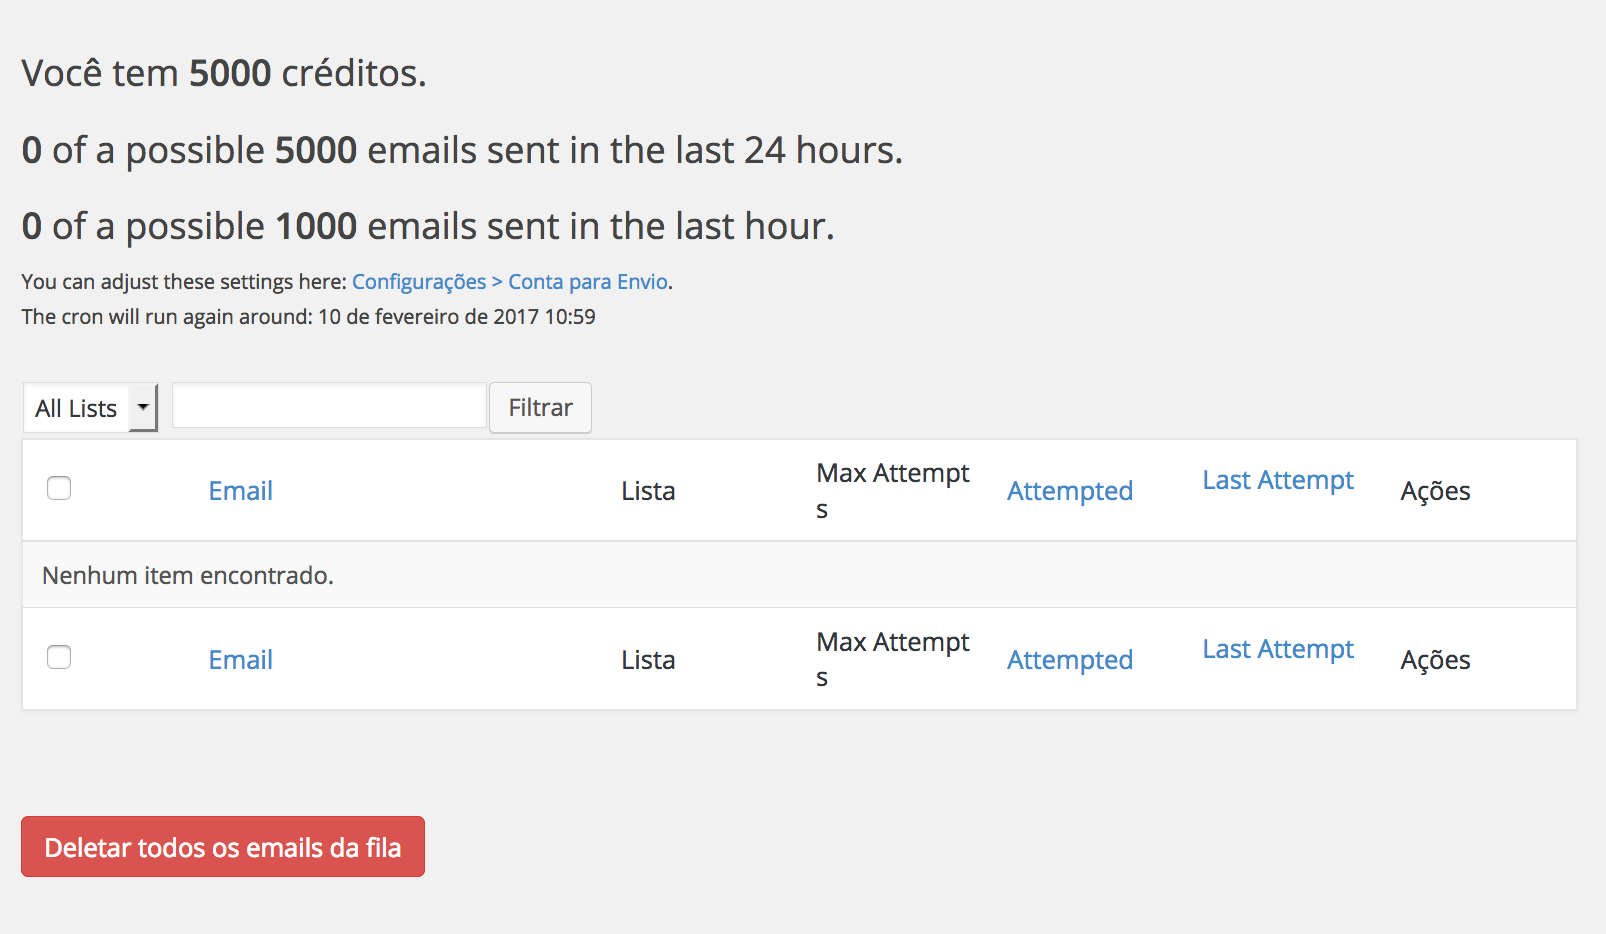 Você tem 5000 créditos.
0 of a possible 5000 emails sent in the last 24 hours.
0 of a possible 1000 emails sent in the last hour.
You can adjust these settings here: Configurações > Conta para Envio.
The cron will run again around: 10 de fevereiro de 2017 10:59
All Lists Filtrar
Email Lista Max Attempt
s Attempted Last Attempt Ações
Nenhum item encontrado.
Email Lista Max Attempt
s Attempted Last Attempt Ações
Deletar todos os emails da fila